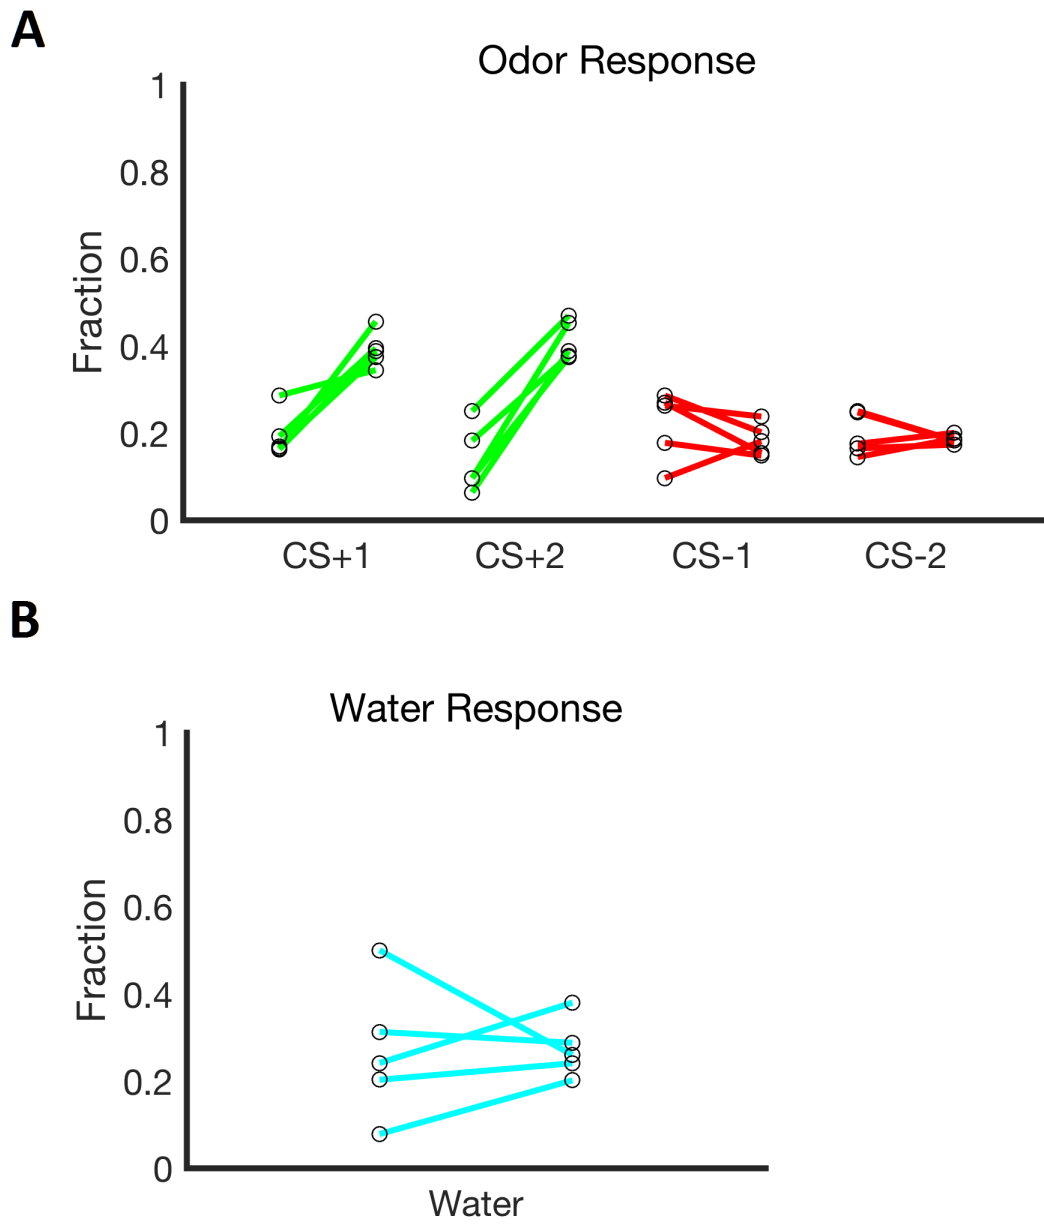 A
Odor Response
1
0.8
0.6
0.4
0.2
0
Fraction
CS+1 CS+2 CS-1 CS-2
B
Water Response
1
0.8
0.6
0.4
0.2
0
Fraction
Water